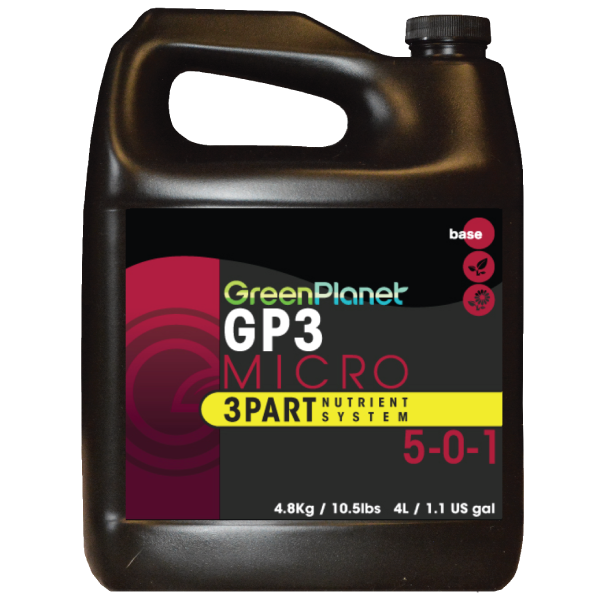 base
GreenPlanet
GP3
MICRO
3PART NUTRIENT SYSTEM
5-0-1
4.8Kg / 10.5lbs 4L / 1.1 US gal